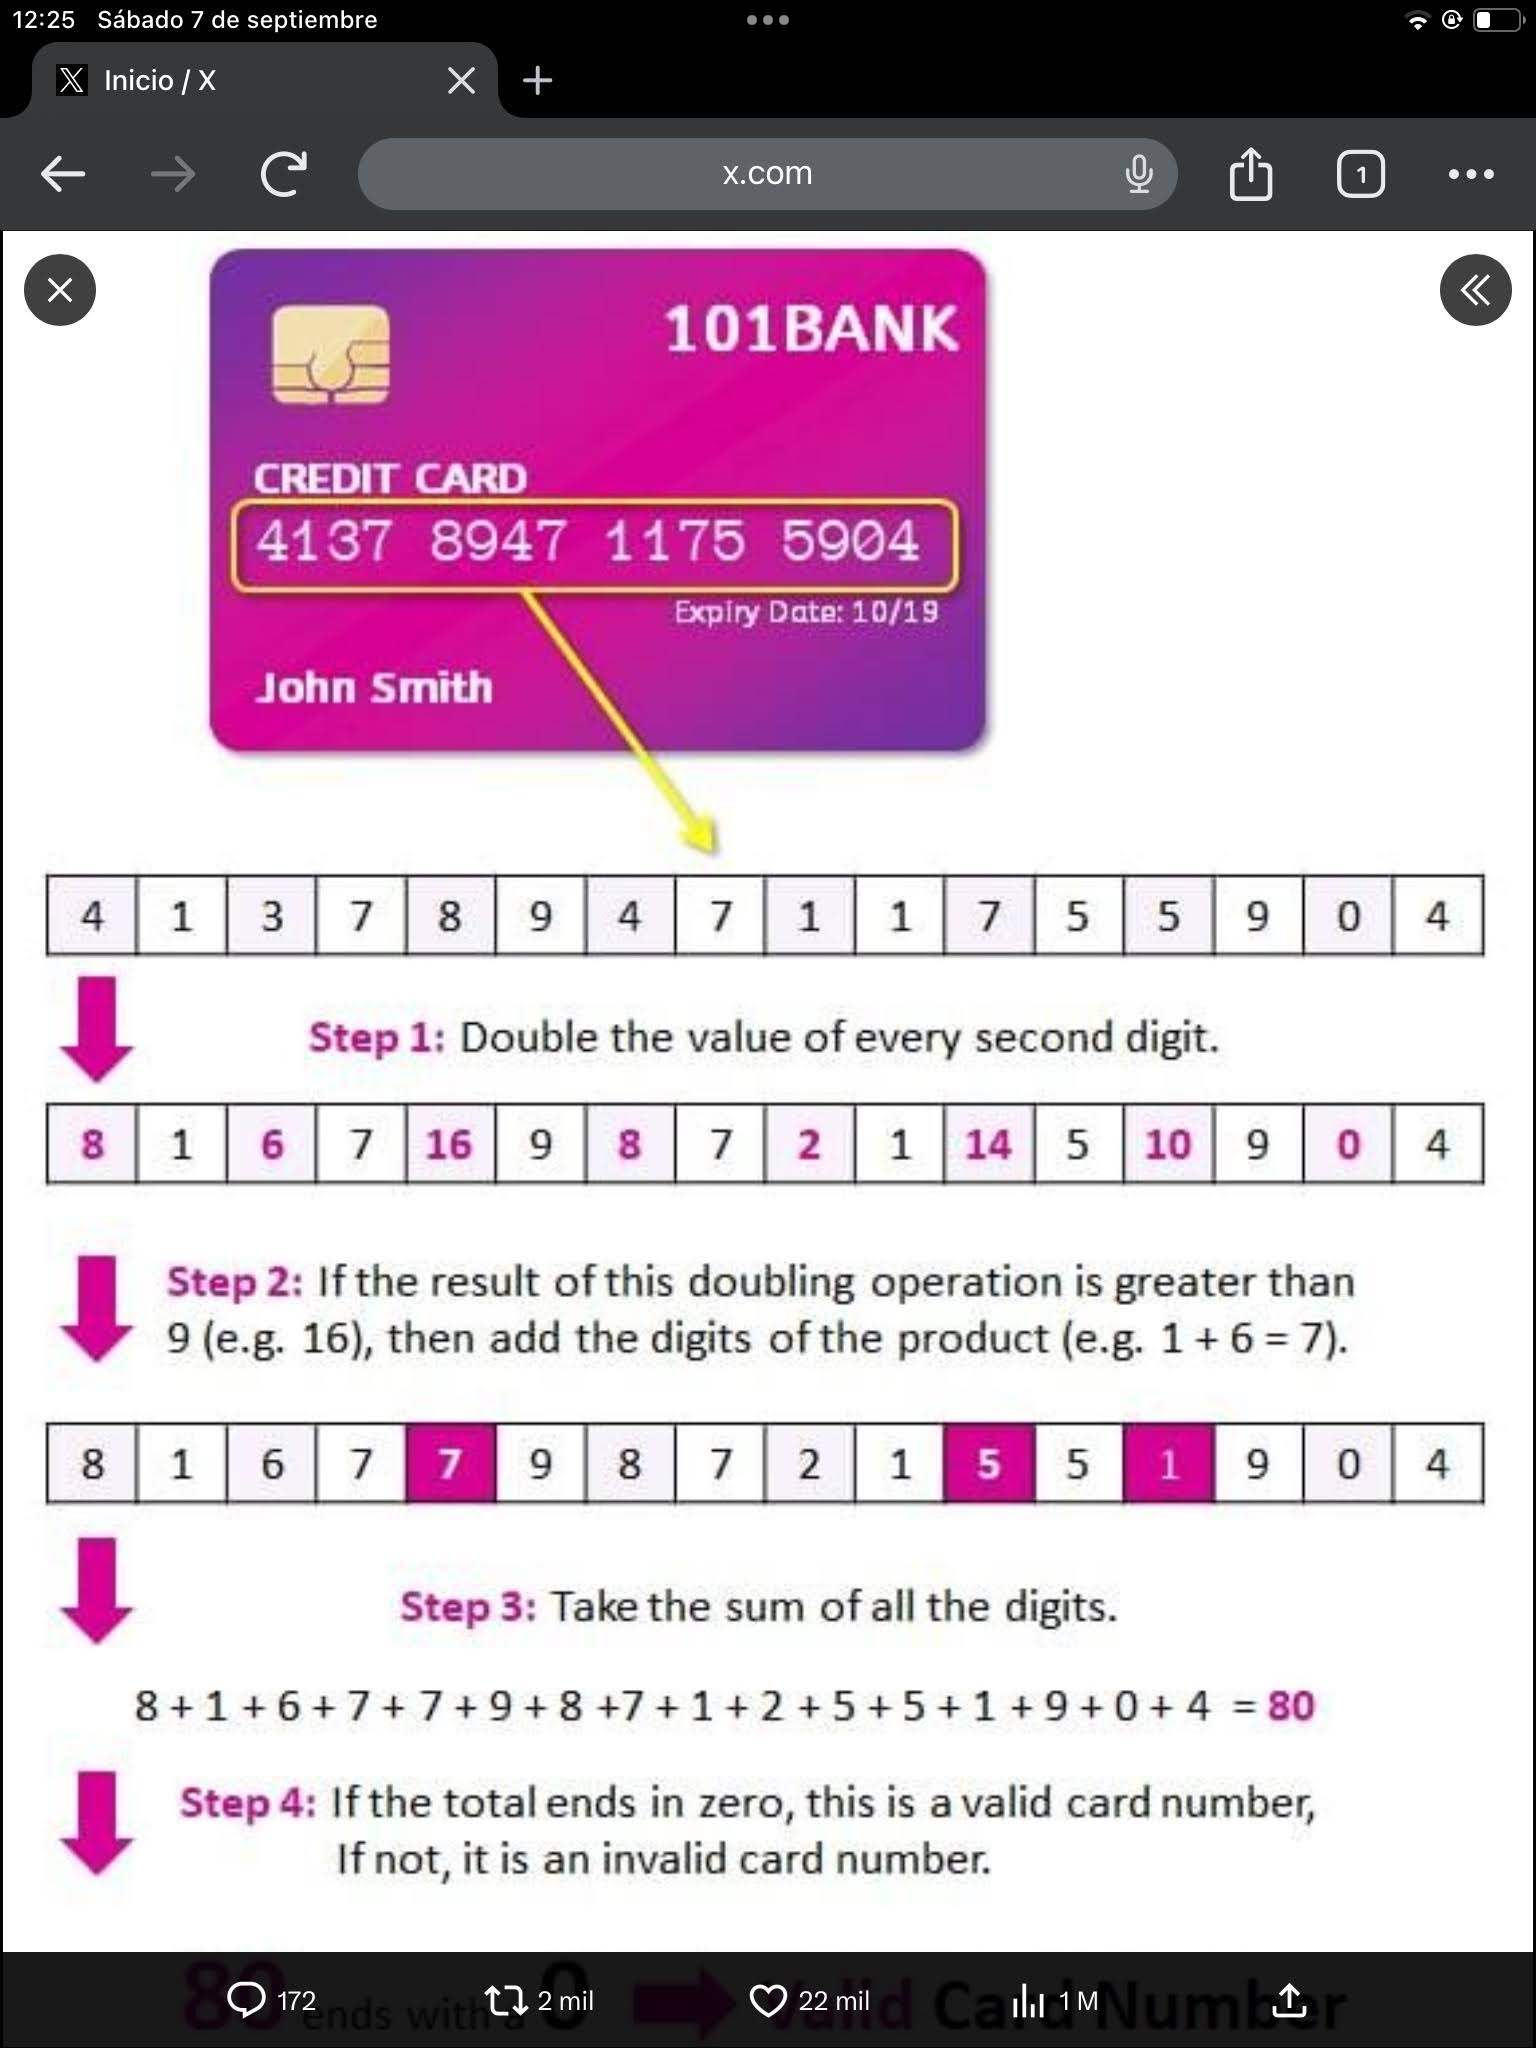 12:25 Sábado 7 de septiembre
Inicio / X
x.com
1
101BANK
CREDIT CARD
4137 8947 1175 5904
Expiry Date: 10/19
John Smith
4 1 3 7 8 9 4 7 1 1 7 5 5 9 0 4
Step 1: Double the value of every second digit.
8 1 6 7 16 9 8 7 2 1 14 5 10 9 0 4
Step 2: If the result of this doubling operation is greater than
9 (e.g. 16), then add the digits of the product (e.g. 1 + 6 = 7).
8 1 6 7 7 9 8 7 2 1 5 5 1 9 0 4
Step 3: Take the sum of all the digits.
8 + 1 + 6 + 7 + 7 + 9 + 8 +7 + 1 + 2 + 5 + 5 + 1 + 9 + 0 + 4 = 80
Step 4: If the total ends in zero, this is a valid card number,
If not, it is an invalid card number.
80 ends with a 0 Valid Card Number
172 2 mil 22 mil 1 M